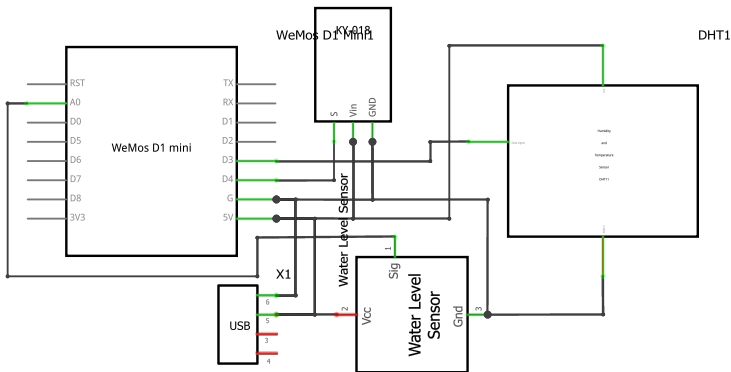 WeMos D1 Mini1
KY-018
DHT1
RST
A0
D0
D5
D6
D7
D8
3V3
WeMos D1 mini
TX
RX
D1
D2
D3
D4
G
5V
S
Vin
GND
Humidity
and
Temperature
Sensor
DHT1
Water Level Sensor
X1
USB
6
5
3
4
1
Sig
2
Vcc
Water Level
Sensor
Gnd
3